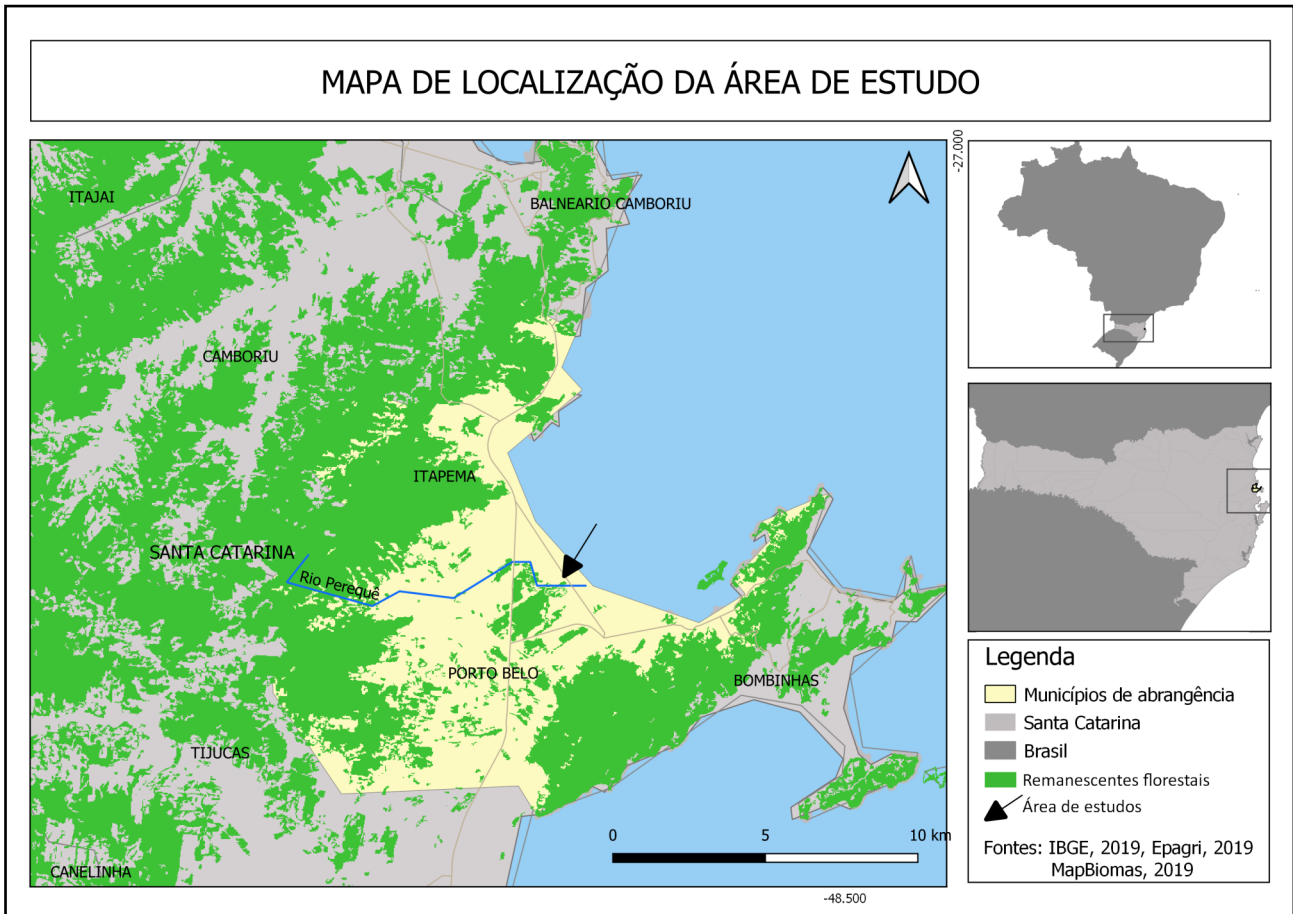 MAPA DE LOCALIZAÇÃO DA ÁREA DE ESTUDO
-27.000
ITAJAI
BALNEARIO CAMBORIU
CAMBORIU
ITAPEMA
SANTA CATARINA
Rio Perequê
PORTO BELO
BOMBINHAS
TIJUCAS
CANELINHA
0 5 10 km
-48.500
Legenda
Municípios de abrangência
Santa Catarina
Brasil
Remanescentes florestais
Área de estudos
Fontes: IBGE, 2019, Epagri, 2019
MapBiomas, 2019